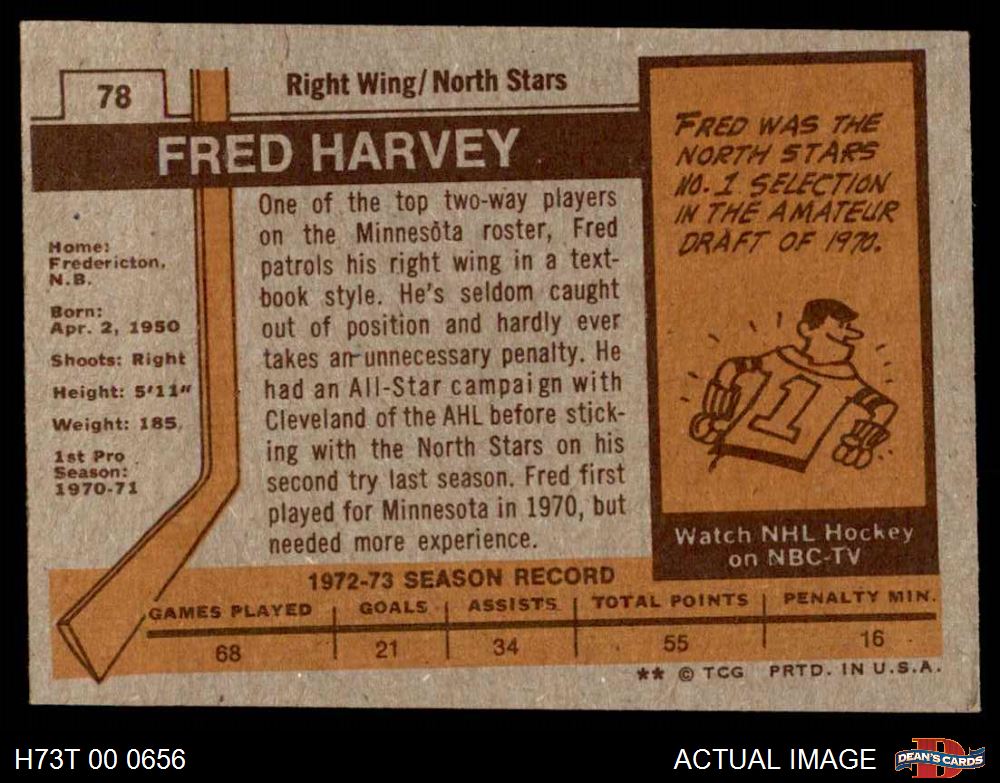 78
Right Wing/North Stars
FRED HARVEY
Home:
Fredericton,
N.B.
Born:
Apr. 2, 1950
Shoots: Right
Height: 5'11"
Weight: 185.
1st Pro
Season:
1970-71
One of the top two-way players
on the Minnesota roster, Fred
patrols his right wing in a text-
book style. He's seldom caught
out of position and hardly ever
takes an unnecessary penalty. He
had an All-Star campaign with
Cleveland of the AHL before stick-
ing with the North Stars on his
second try last season. Fred first
played for Minnesota in 1970, but
needed more experience.
FRED WAS THE
NORTH STARS
NO. 1 SELECTION
IN THE AMATEUR
DRAFT OF 1970.
1
Watch NHL Hockey
on NBC-TV
1972-73 SEASON RECORD
GAMES PLAYED GOALS ASSISTS TOTAL POINTS PENALTY MIN.
68 21 34 55 16
** © TCG PRTD. IN U.S.A.
H73T 00 0656 ACTUAL IMAGE
D
DEAN'S CARDS